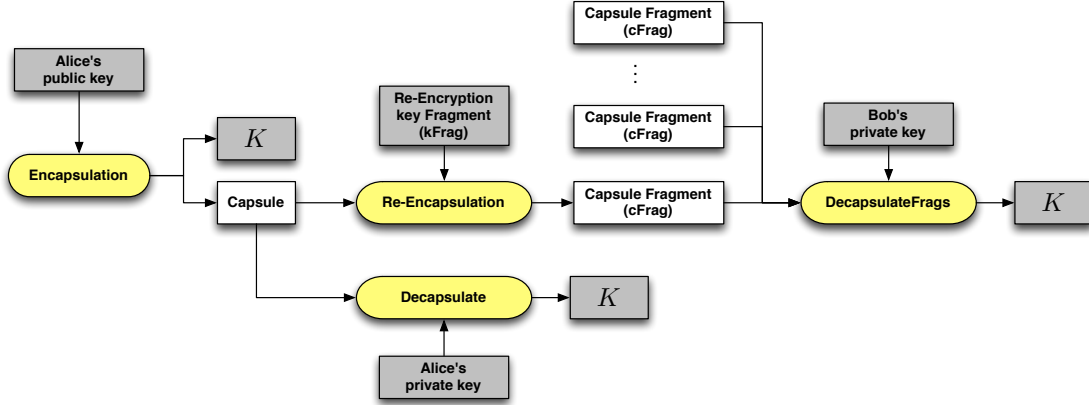 Alice's
public key
Encapsulation
K
Capsule
Re-Encryption
key Fragment
(kFrag)
Re-Encapsulation
Decapsulate
K
Alice's
private key
Capsule Fragment
(cFrag)
⋮
Capsule Fragment
(cFrag)
Capsule Fragment
(cFrag)
Bob's
private key
DecapsulateFrags
K